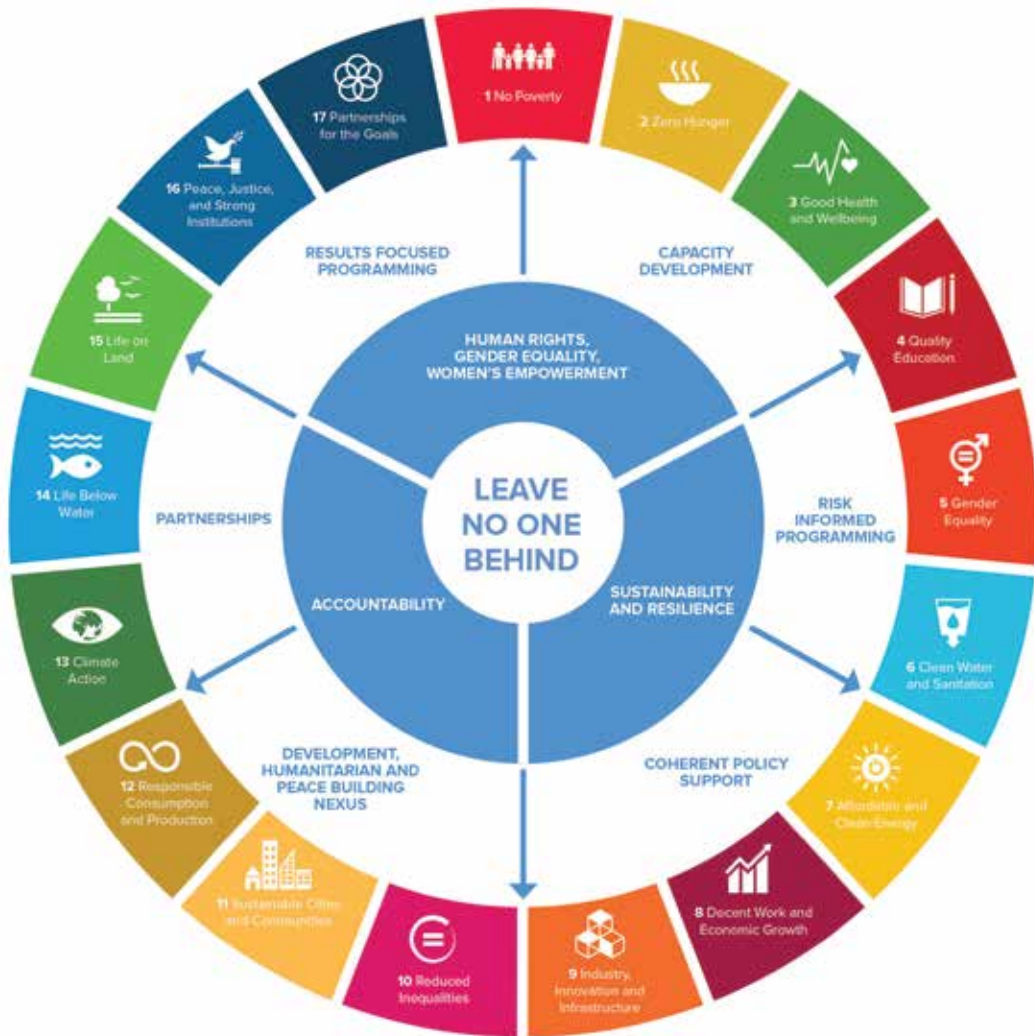 1 No Poverty
2 Zero Hunger
3 Good Health
and Wellbeing
4 Quality
Education
5 Gender
Equality
6 Clean Water
and Sanitation
7 Affordable and
Clean Energy
8 Decent Work and
Economic Growth
9 Industry,
Innovation and
Infrastructure
10 Reduced
Inequalities
11 Sustainable Cities
and Communities
12 Responsible
Consumption
and Production
13 Climate
Action
14 Life Below
Water
15 Life on
Land
16 Peace, Justice,
and Strong
Institutions
17 Partnerships
for the Goals
RESULTS FOCUSED
PROGRAMMING
CAPACITY
DEVELOPMENT
RISK
INFORMED
PROGRAMMING
COHERENT POLICY
SUPPORT
DEVELOPMENT,
HUMANITARIAN AND
PEACE BUILDING
NEXUS
PARTNERSHIPS
HUMAN RIGHTS,
GENDER EQUALITY,
WOMEN'S EMPOWERMENT
SUSTAINABILITY
AND RESILIENCE
ACCOUNTABILITY
LEAVE
NO ONE
BEHIND